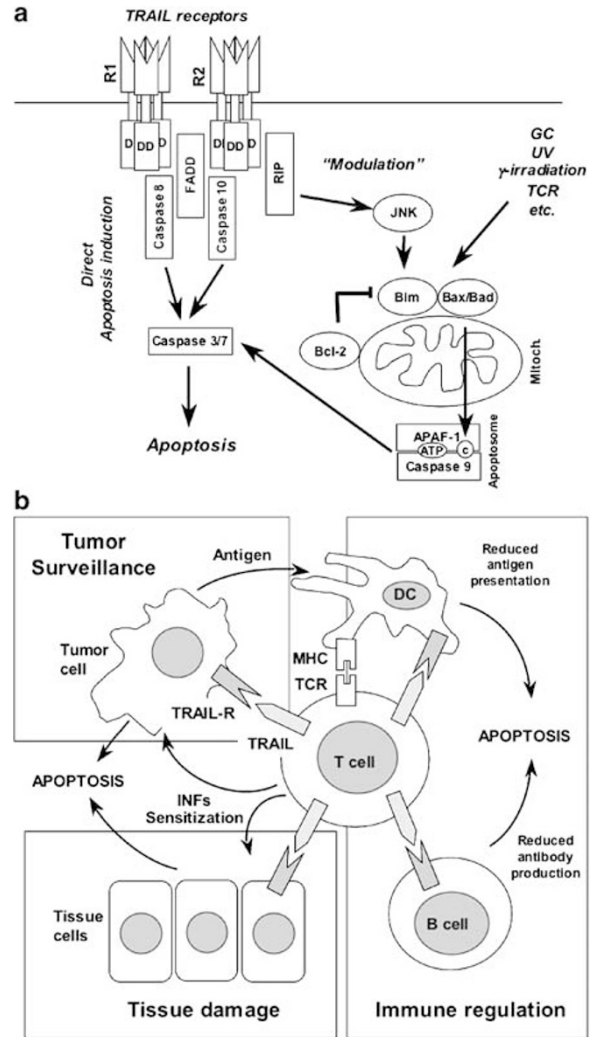 a
TRAIL receptors
R1
R2
D
DD
D
D
DD
D
FADD
RIP
Caspase 8
Caspase 10
"Modulation"
GC
UV
γ-irradiation
TCR
etc.
JNK
Direct
Apoptosis induction
Bim
Bax/Bad
Bcl-2
Mitoch.
Caspase 3/7
Apoptosis
APAF-1
ATP
c
Caspase 9
Apoptosome
b
Tumor
Surveillance
Antigen
Reduced
antigen
presentation
DC
Tumor
cell
MHC
TCR
TRAIL-R
TRAIL
T cell
APOPTOSIS
APOPTOSIS
INFs
Sensitization
Reduced
antibody
production
Tissue
cells
B cell
Tissue damage
Immune regulation